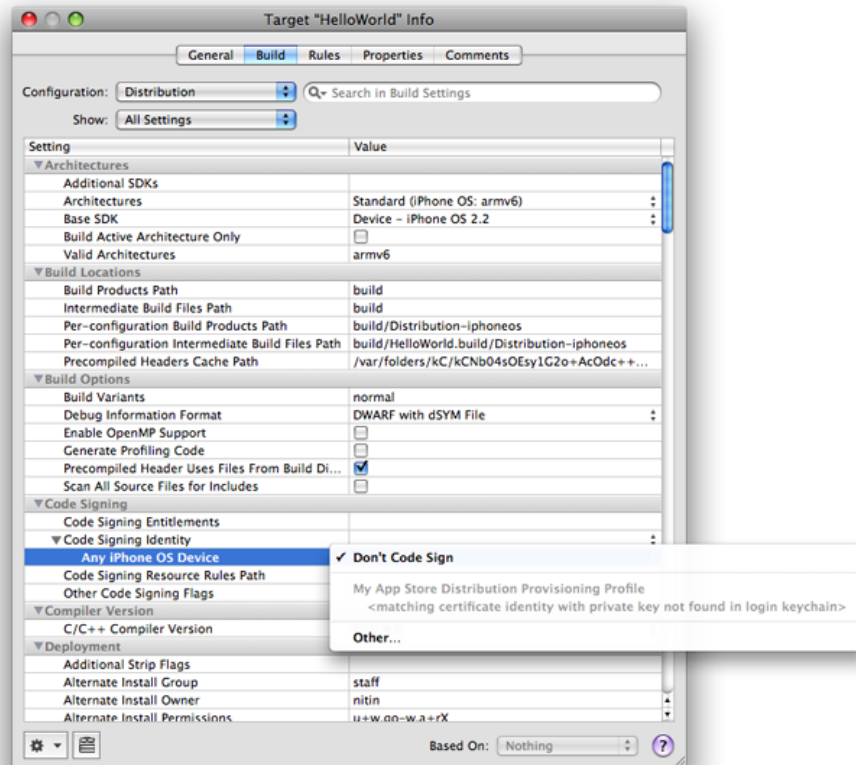 Target “HelloWorld” Info
General Build Rules Properties Comments
Configuration: Distribution Search in Build Settings
Show: All Settings
Setting Value
Architectures
Additional SDKs
Architectures Standard (iPhone OS: armv6)
Base SDK Device – iPhone OS 2.2
Build Active Architecture Only
Valid Architectures armv6
Build Locations
Build Products Path build
Intermediate Build Files Path build
Per-configuration Build Products Path build/Distribution-iphoneos
Per-configuration Intermediate Build Files Path build/HelloWorld.build/Distribution-iphoneos
Precompiled Headers Cache Path /var/folders/kC/kCNb04sOEsy1G2o+AcOdc++...
Build Options
Build Variants normal
Debug Information Format DWARF with dSYM File
Enable OpenMP Support
Generate Profiling Code
Precompiled Header Uses Files From Build Di...
Scan All Source Files for Includes
Code Signing
Code Signing Entitlements
Code Signing Identity
Any iPhone OS Device Don't Code Sign
Code Signing Resource Rules Path
My App Store Distribution Provisioning Profile
Other Code Signing Flags
<matching certificate identity with private key not found in login keychain>
Compiler Version
C/C++ Compiler Version
Other...
Deployment
Additional Strip Flags
Alternate Install Group staff
Alternate Install Owner nitin
Alternate Install Permissions u+w,go-w,a+rX
Based On: Nothing ?